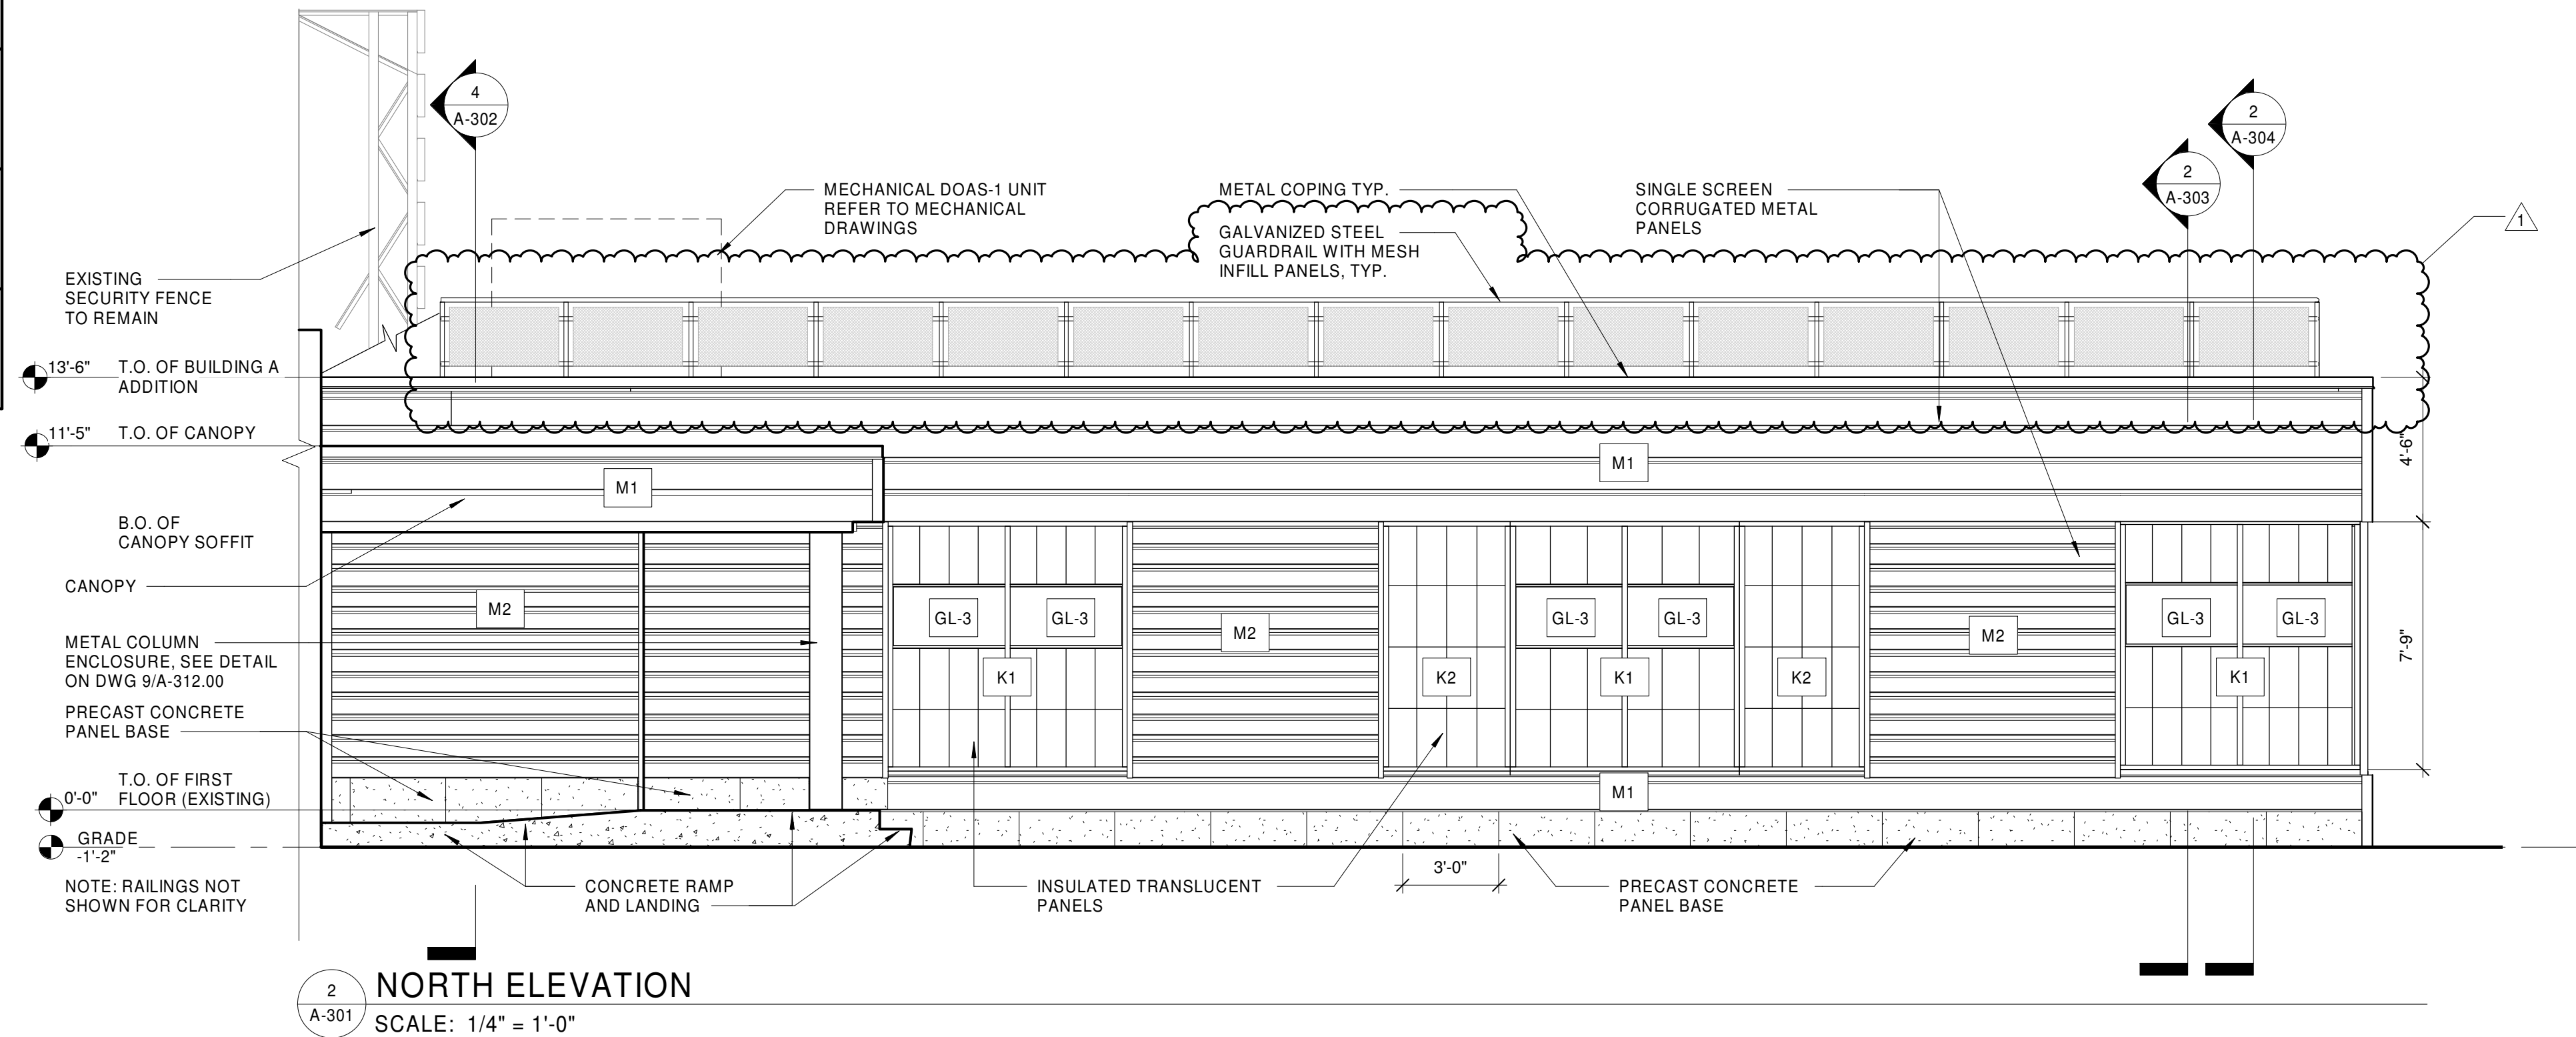 4
A-302
2
A-304
2
A-303
1
MECHANICAL DOAS-1 UNIT
REFER TO MECHANICAL
DRAWINGS
METAL COPING TYP.
GALVANIZED STEEL
GUARDRAIL WITH MESH
INFILL PANELS, TYP.
SINGLE SCREEN
CORRUGATED METAL
PANELS
EXISTING
SECURITY FENCE
TO REMAIN
13'-6" T.O. OF BUILDING A
ADDITION
11'-5" T.O. OF CANOPY
B.O. OF
CANOPY SOFFIT
CANOPY
METAL COLUMN
ENCLOSURE, SEE DETAIL
ON DWG 9/A-312.00
PRECAST CONCRETE
PANEL BASE
0'-0" T.O. OF FIRST
FLOOR (EXISTING)
GRADE
-1'-2"
NOTE: RAILINGS NOT
SHOWN FOR CLARITY
M1
M1
4'-6"
M2
GL-3
GL-3
K1
M2
K2
GL-3
GL-3
K1
K2
M2
GL-3
GL-3
K1
7'-9"
M1
CONCRETE RAMP
AND LANDING
INSULATED TRANSLUCENT
PANELS
3'-0"
PRECAST CONCRETE
PANEL BASE
2
A-301
NORTH ELEVATION
SCALE: 1/4" = 1'-0"